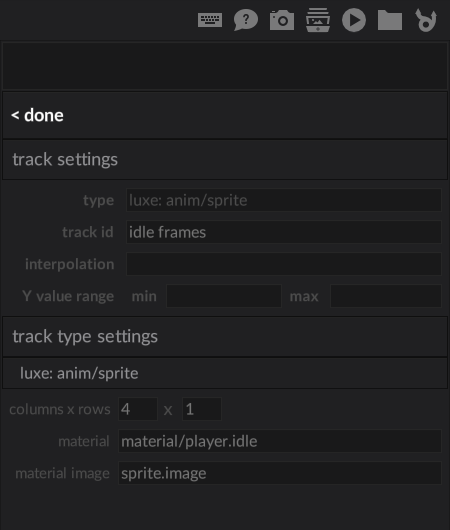 < done
track settings
type luxe: anim/sprite
track id idle frames
interpolation
Y value range min max
track type settings
luxe: anim/sprite
columns x rows 4 x 1
material material/player.idle
material image sprite.image